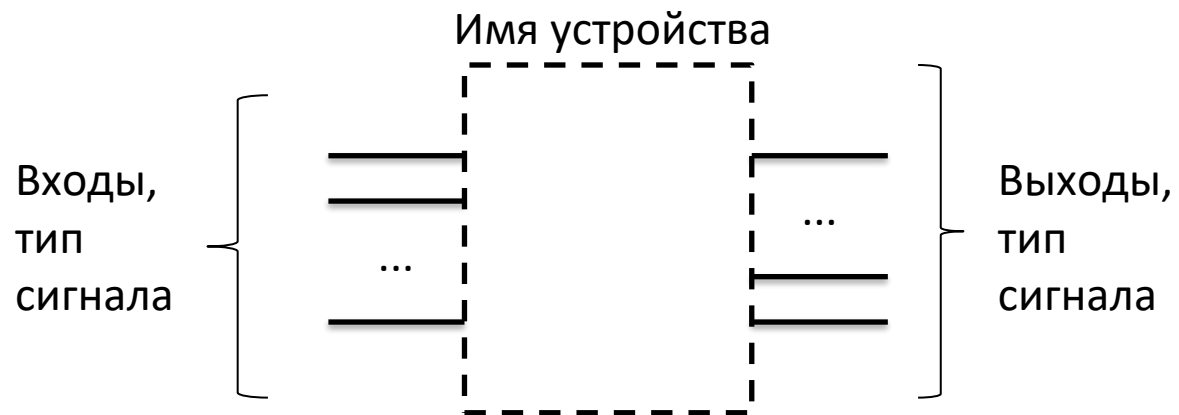 Имя устройства
Входы,
тип
сигнала
...
...
Выходы,
тип
сигнала